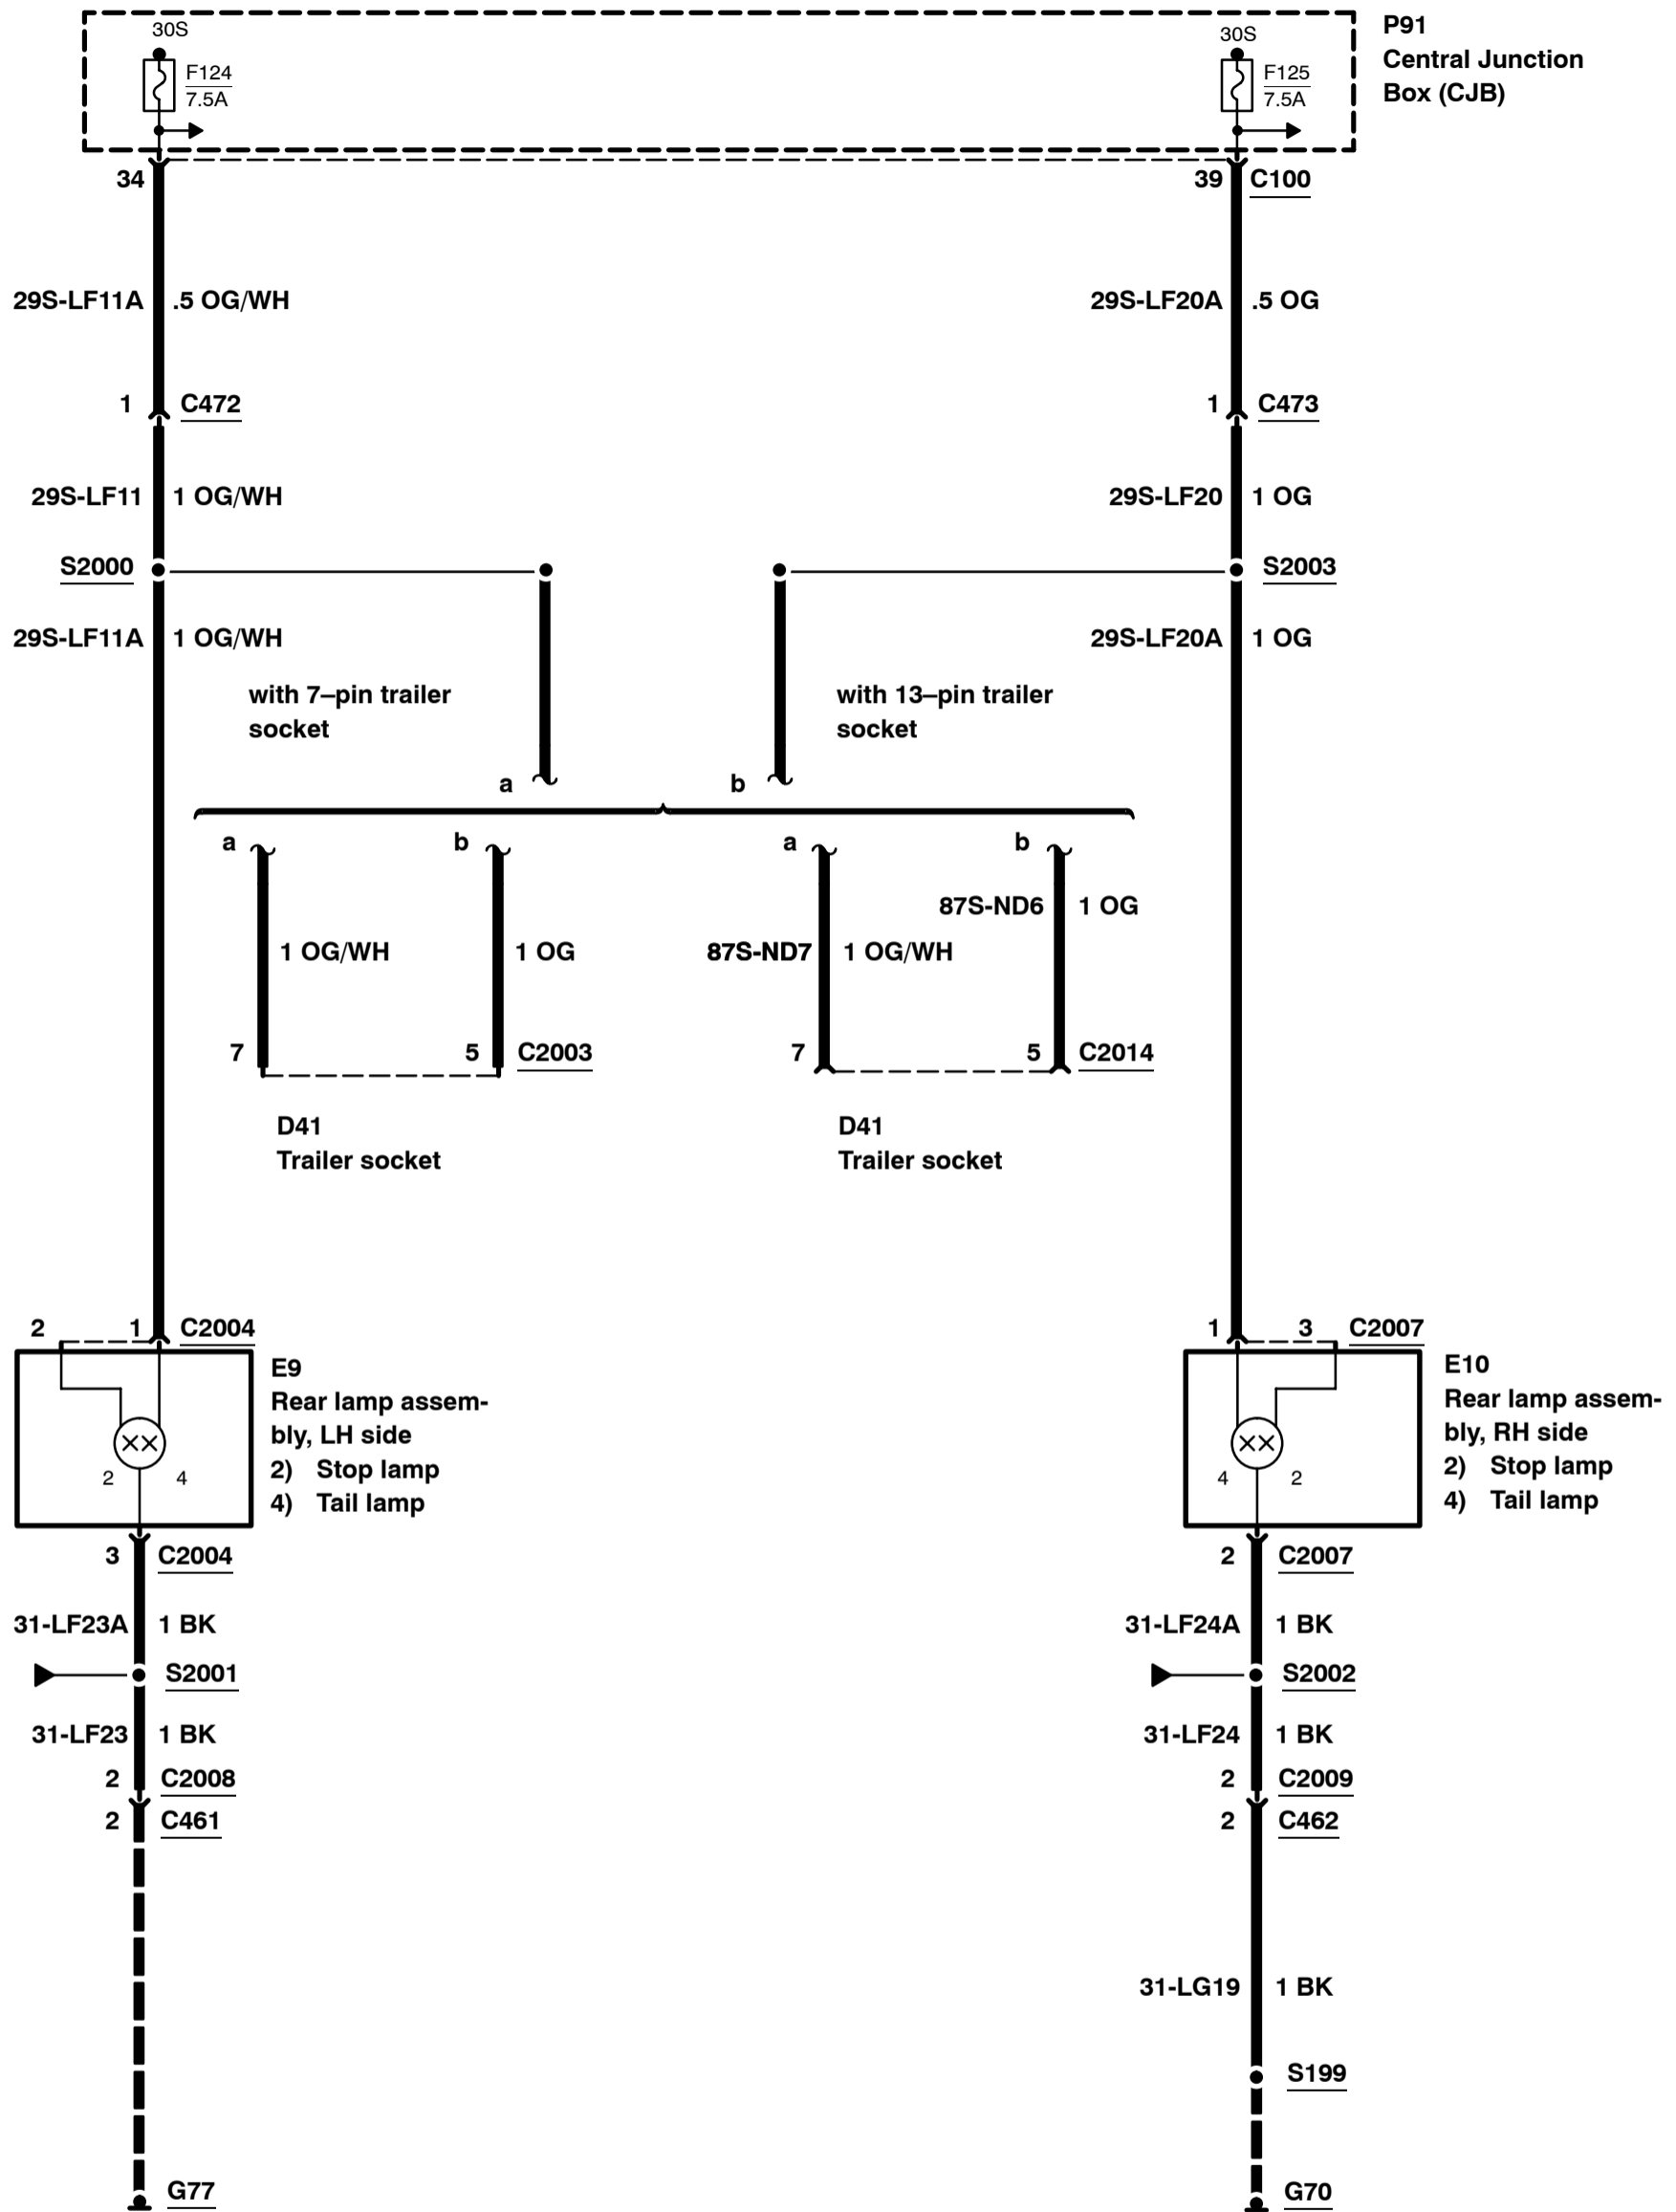 30S
F124
7.5A
30S
F125
7.5A
P91
Central Junction
Box (CJB)
34
39 C100
29S-LF11A .5 OG/WH
29S-LF20A .5 OG
1 C472
1 C473
29S-LF11 1 OG/WH
29S-LF20 1 OG
S2000
S2003
29S-LF11A 1 OG/WH
29S-LF20A 1 OG
with 7–pin trailer
socket
with 13–pin trailer
socket
a
b
a
b
a
b
87S-ND6 1 OG
1 OG/WH
1 OG
87S-ND7 1 OG/WH
7
5 C2003
7
5 C2014
D41
Trailer socket
D41
Trailer socket
2 1 C2004
1 3 C2007
E9
Rear lamp assem-
bly, LH side
2) Stop lamp
4) Tail lamp
2 4
E10
Rear lamp assem-
bly, RH side
2) Stop lamp
4) Tail lamp
4 2
3 C2004
2 C2007
31-LF23A 1 BK
31-LF24A 1 BK
S2001
S2002
31-LF23 1 BK
31-LF24 1 BK
2 C2008
2 C2009
2 C461
2 C462
31-LG19 1 BK
S199
G77
G70